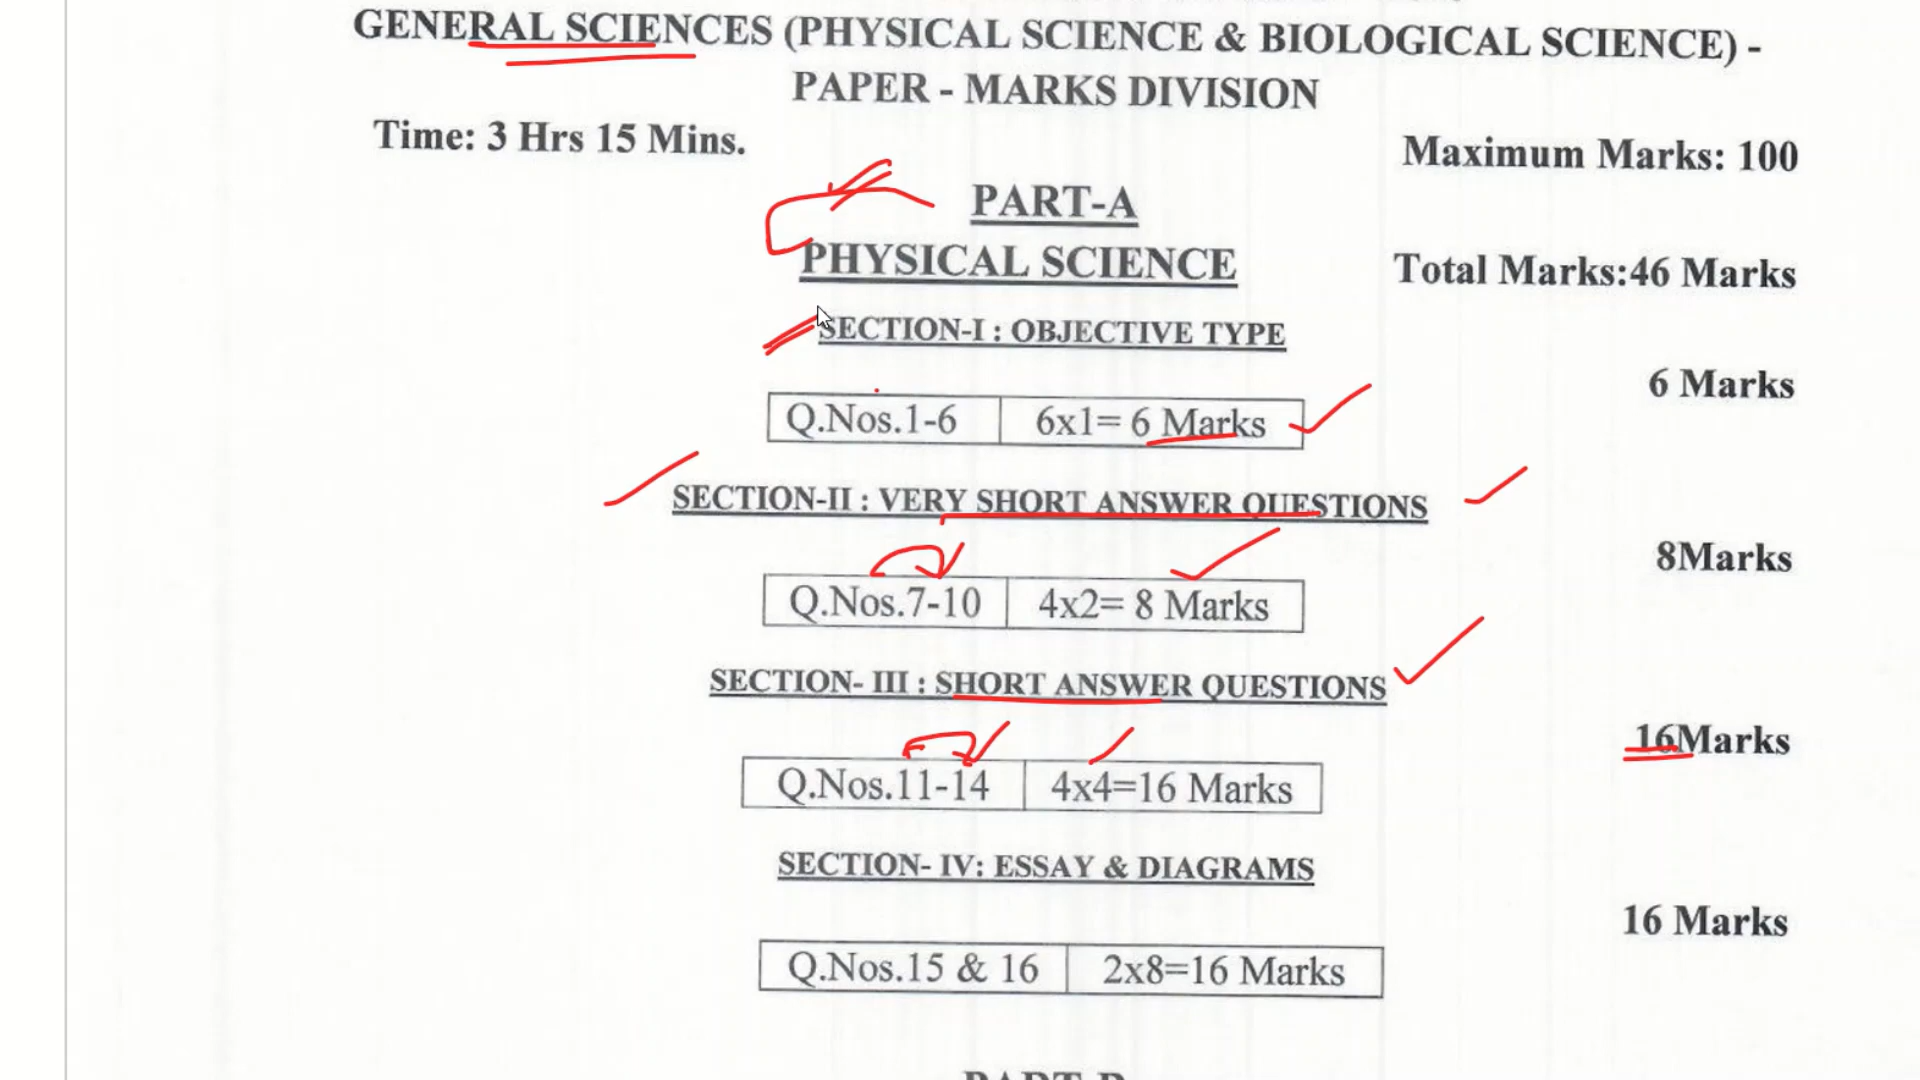 GENERAL SCIENCES (PHYSICAL SCIENCE & BIOLOGICAL SCIENCE) -
PAPER - MARKS DIVISION
Time: 3 Hrs 15 Mins.
Maximum Marks: 100
PART-A
PHYSICAL SCIENCE
Total Marks:46 Marks
SECTION-I : OBJECTIVE TYPE
6 Marks
Q.Nos.1-6 6x1= 6 Marks
SECTION-II : VERY SHORT ANSWER QUESTIONS
8Marks
Q.Nos.7-10 4x2= 8 Marks
SECTION- III : SHORT ANSWER QUESTIONS
16Marks
Q.Nos.11-14 4x4=16 Marks
SECTION- IV: ESSAY & DIAGRAMS
16 Marks
Q.Nos.15 & 16 2x8=16 Marks